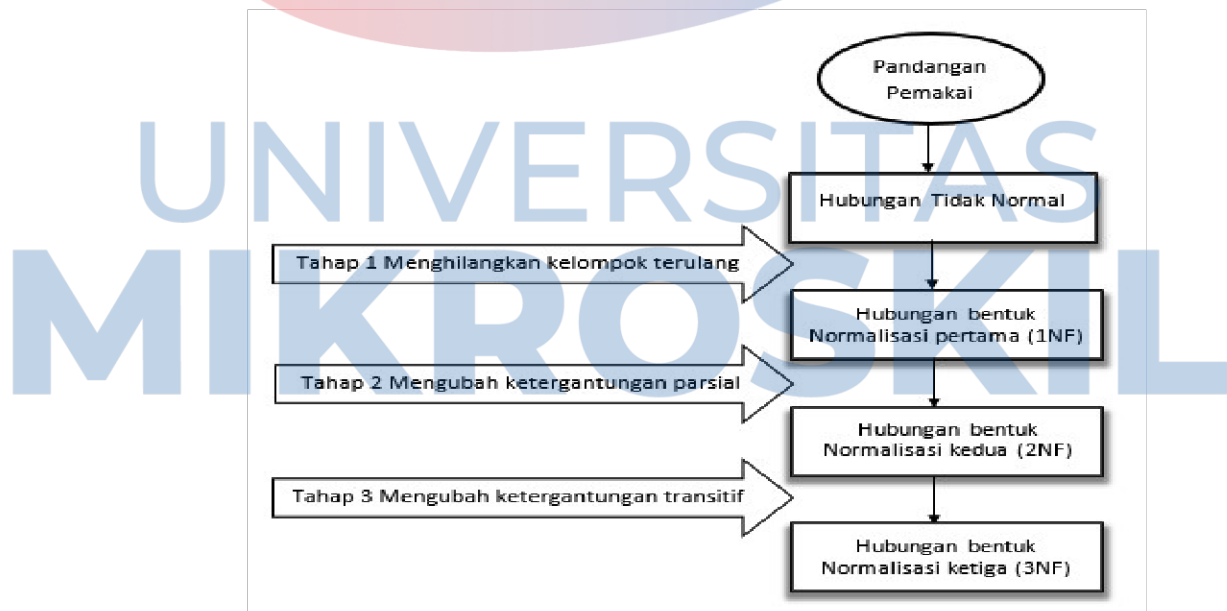 Pandangan
Pemakai
UNIVERSITAS
MIKROSKIL
Hubungan Tidak Normal
Tahap 1 Menghilangkan kelompok terulang
Hubungan bentuk
Normalisasi pertama (1NF)
Tahap 2 Mengubah ketergantungan parsial
Hubungan bentuk
Normalisasi kedua (2NF)
Tahap 3 Mengubah ketergantungan transitif
Hubungan bentuk
Normalisasi ketiga (3NF)